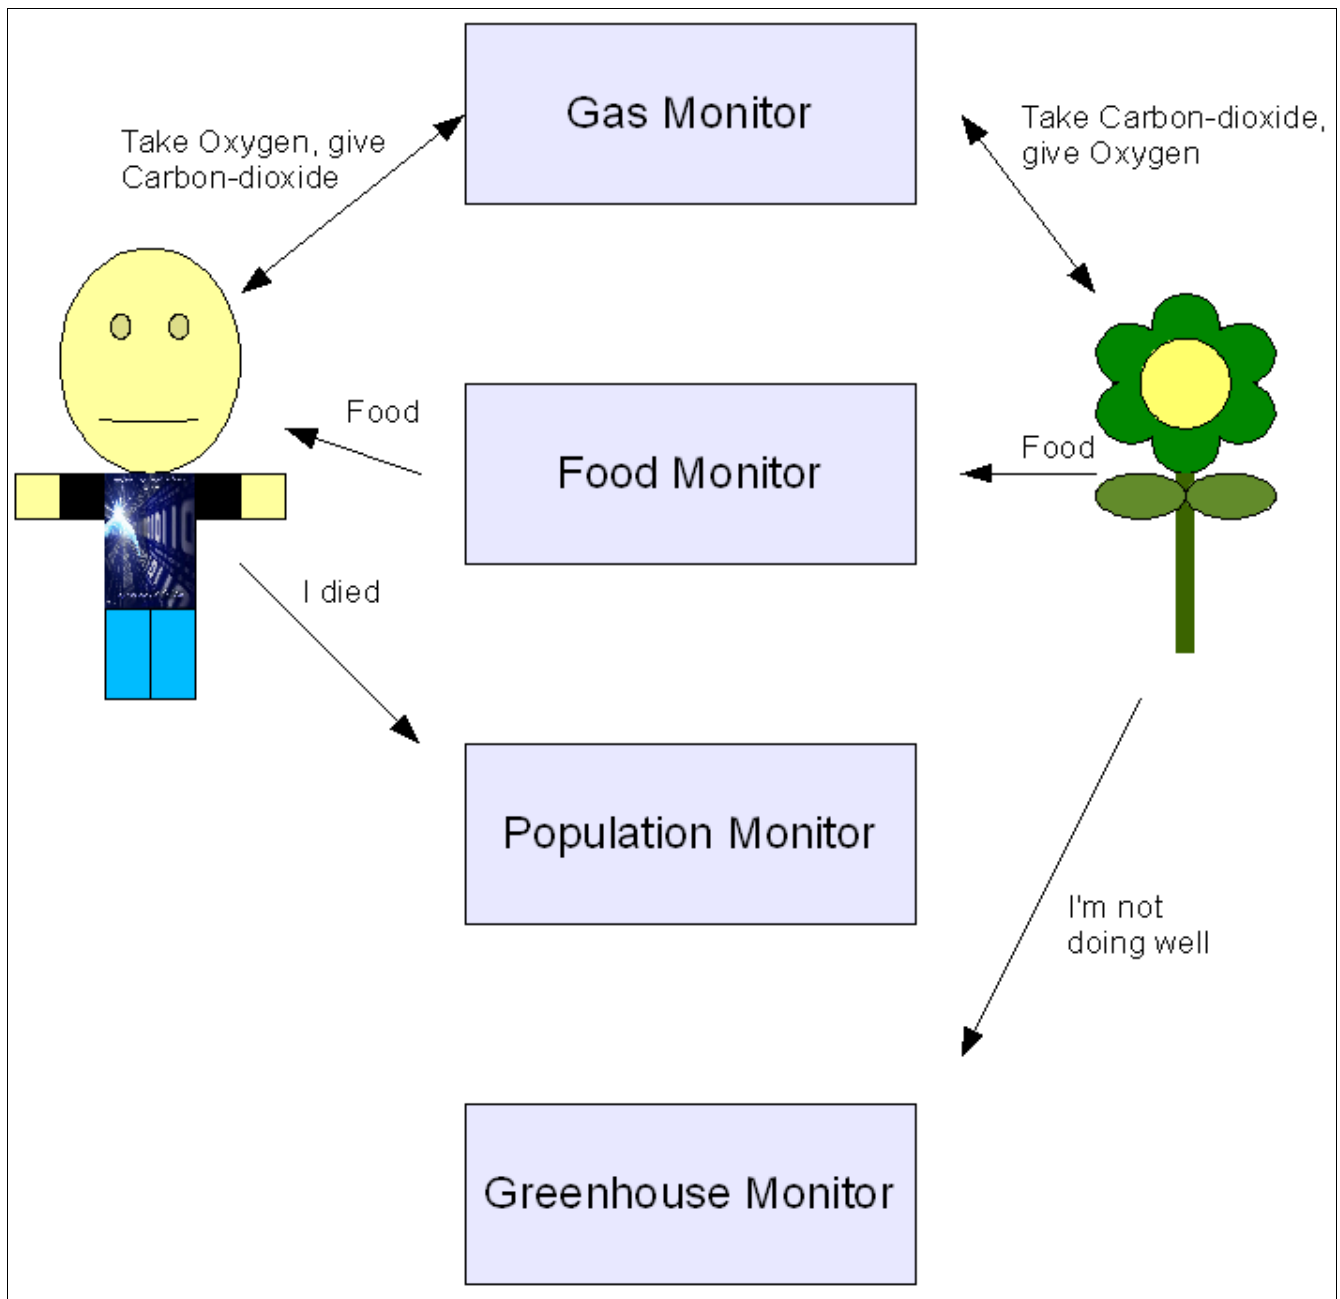 Gas Monitor
Take Oxygen, give
Carbon-dioxide
Take Carbon-dioxide,
give Oxygen
Food
Food Monitor
Food
I died
Population Monitor
I'm not
doing well
Greenhouse Monitor